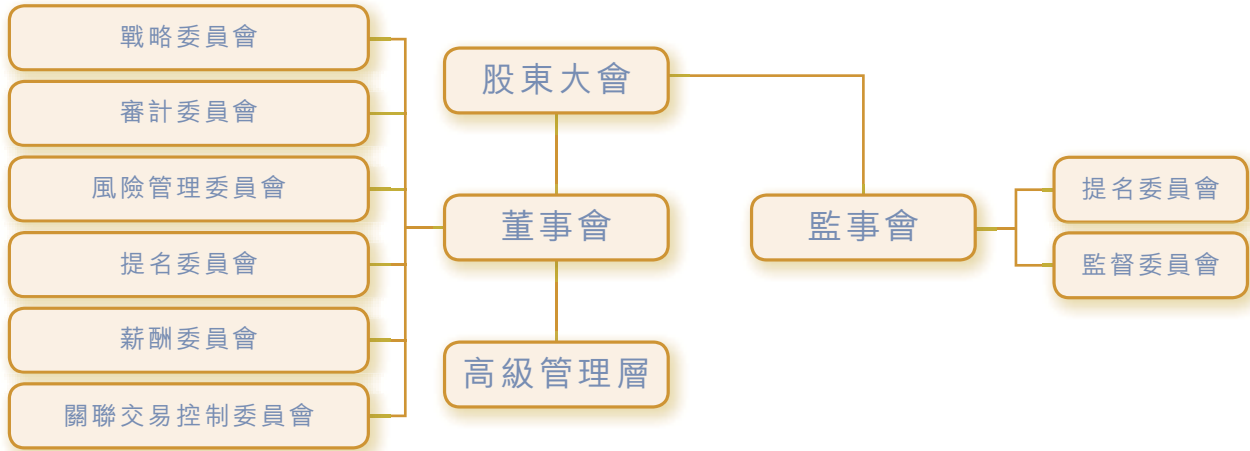 戰略委員會
審計委員會
風險管理委員會
提名委員會
薪酬委員會
關聯交易控制委員會
股東大會
董事會
高級管理層
監事會
提名委員會
監督委員會